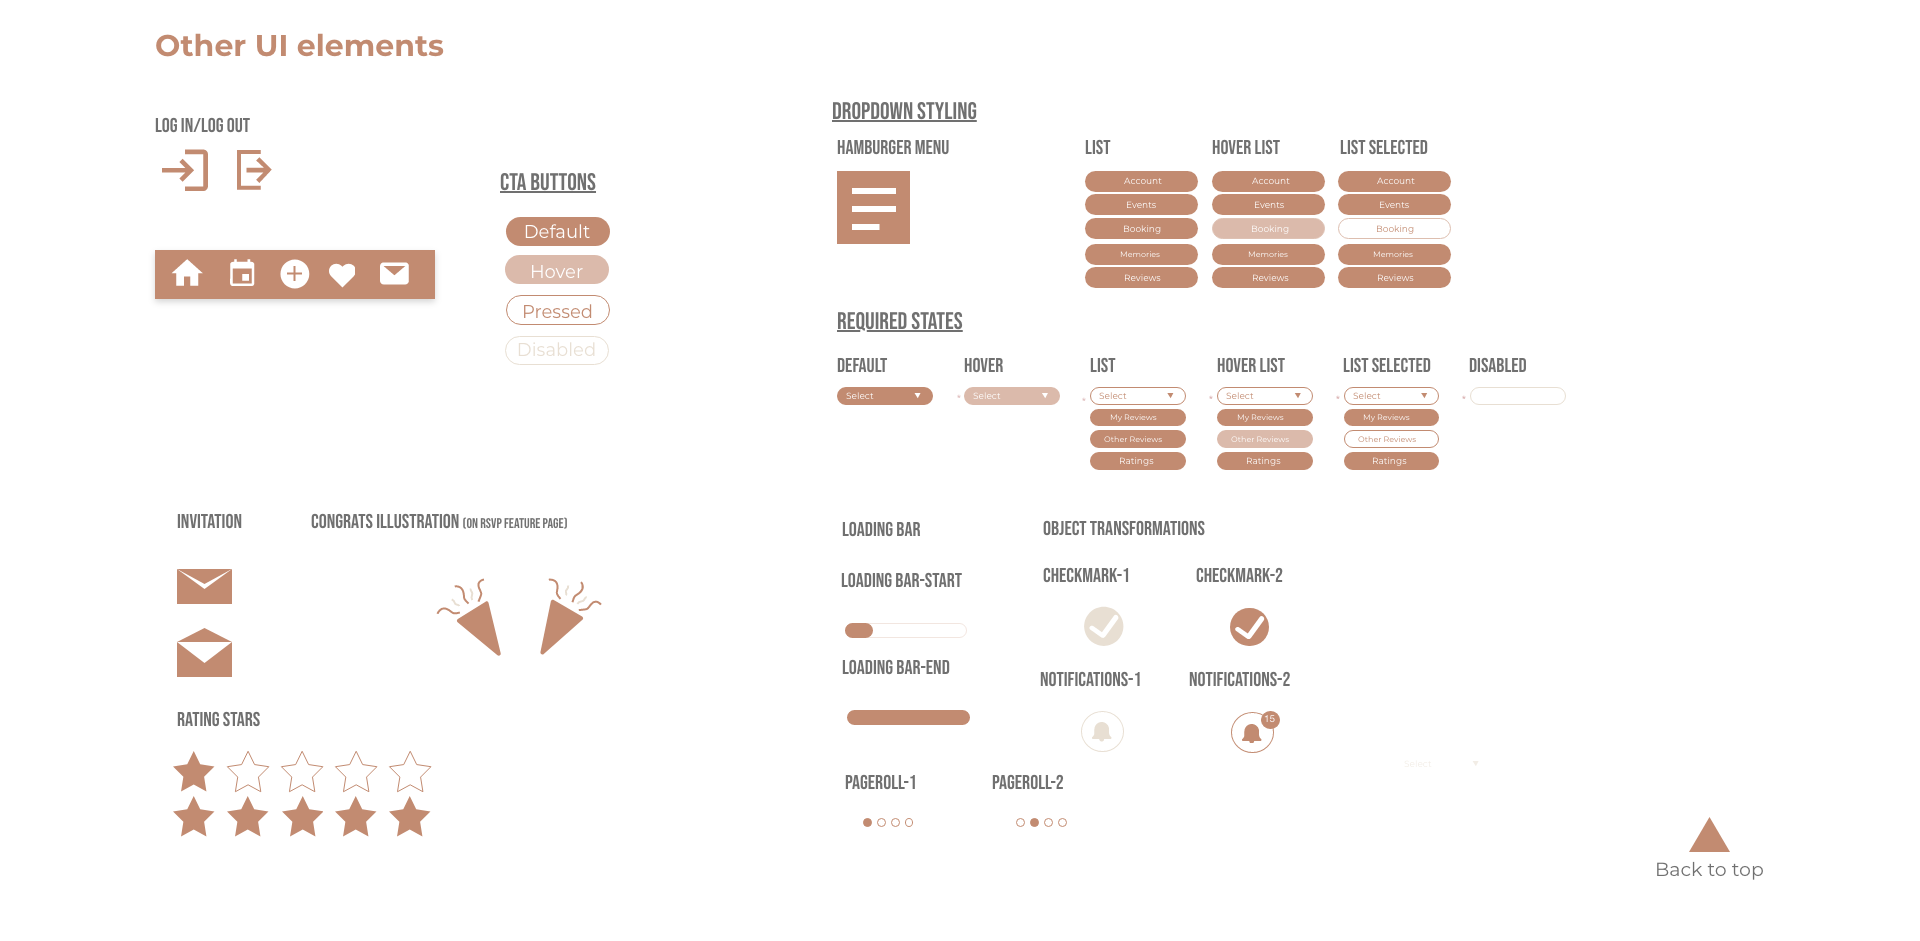 Other UI elements
LOG IN/LOG OUT
CTA BUTTONS
Default
Hover
Pressed
Disabled
INVITATION
CONGRATS ILLUSTRATION (ON RSVP FEATURE PAGE)
RATING STARS
DROPDOWN STYLING
HAMBURGER MENU LIST HOVER LIST LIST SELECTED
Account Account Account
Events Events Events
Booking Booking Booking
Memories Memories Memories
Reviews Reviews Reviews
REQUIRED STATES
DEFAULT HOVER LIST HOVER LIST LIST SELECTED DISABLED
Select Select Select Select Select
My Reviews My Reviews My Reviews
Other Reviews Other Reviews Other Reviews
Ratings Ratings Ratings
LOADING BAR OBJECT TRANSFORMATIONS
LOADING BAR-START CHECKMARK-1 CHECKMARK-2
LOADING BAR-END NOTIFICATIONS-1 NOTIFICATIONS-2
15
Select
PAGEROLL-1 PAGEROLL-2
Back to top